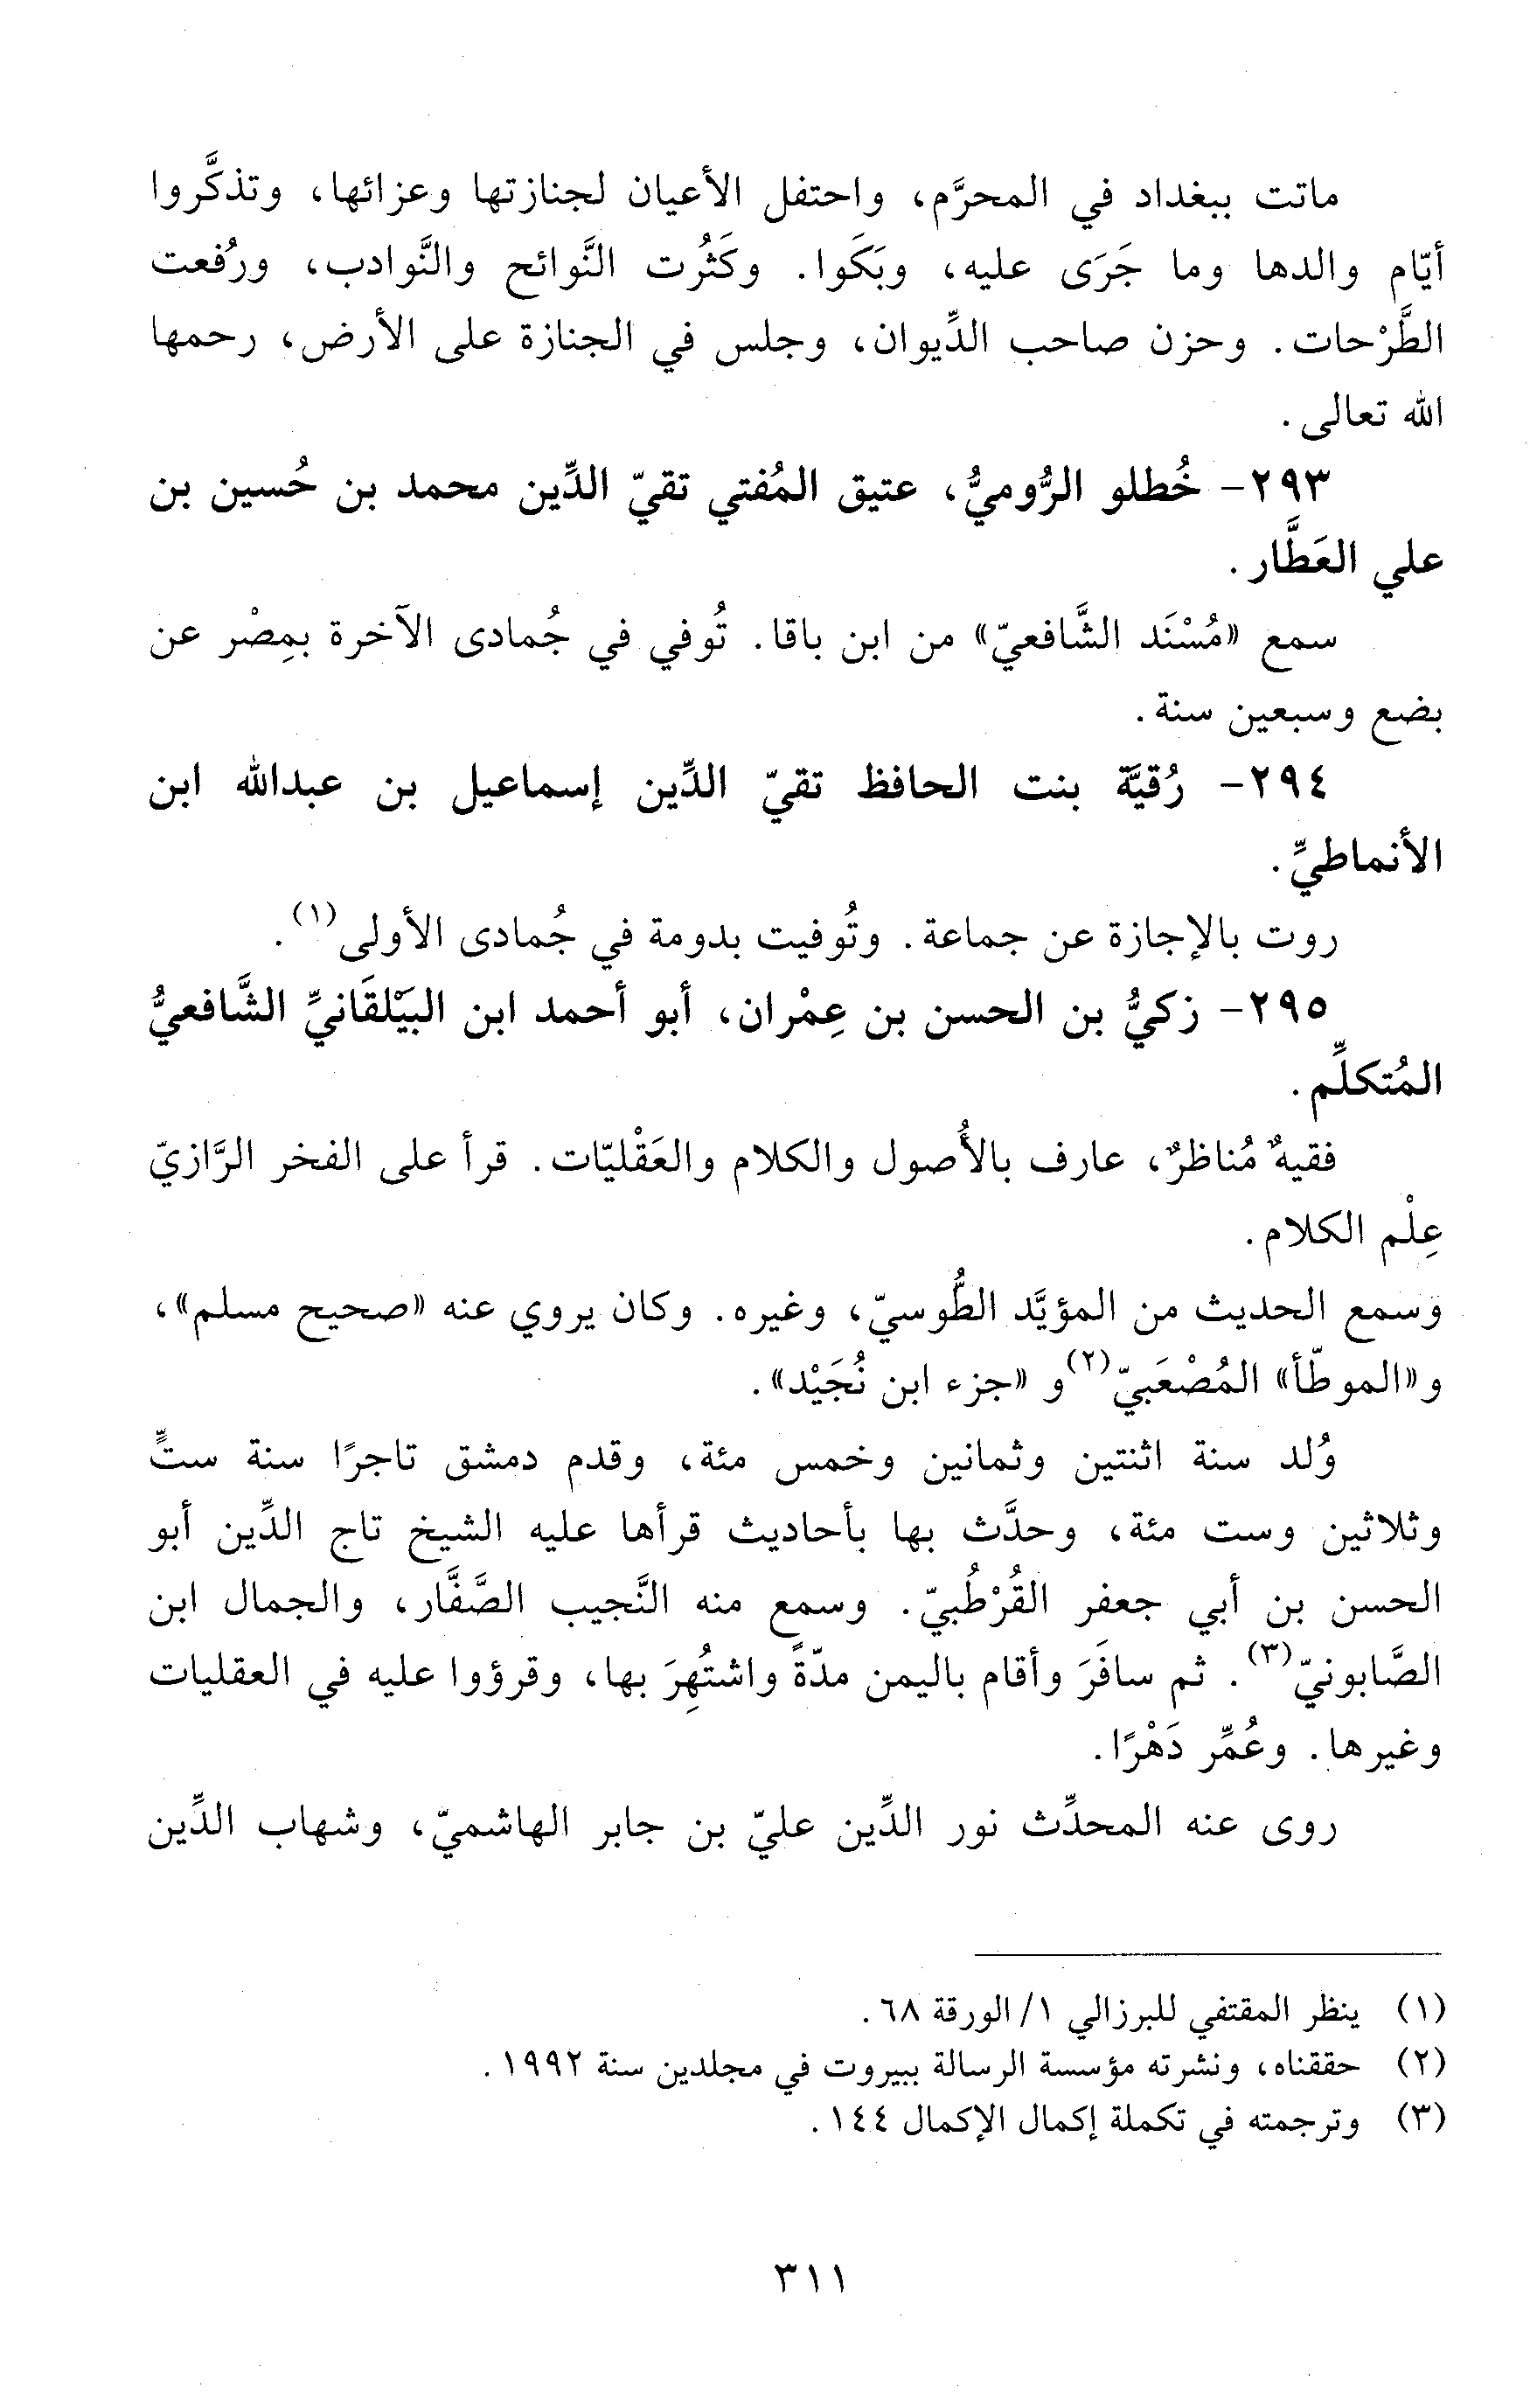 ماتت ببغداد في المحرَّم، واحتفل الأعيان لجنازتها وعزائها، وتذكَّروا
أيّام والدها وما جَرَى عليه، وبَكَوا. وكَثُرت النَّوائح والنَّوادب، ورُفعت
الطَّرْحات. وحزن صاحب الدِّيوان، وجلس في الجنازة على الأرض، رحمها
الله تعالى.
٢٩٣- خُطلو الرُّوميُّ، عتيق المُفتي تقيّ الدِّين محمد بن حُسين بن
علي العَطَّار.
سمع «مُسْنَد الشَّافعيّ» من ابن باقا. تُوفي في جُمادى الآخرة بمِصْر عن
بضع وسبعين سنة.
٢٩٤- رُقيَّة بنت الحافظ تقيّ الدِّين إسماعيل بن عبدالله ابن
الأنماطيِّ.
روت بالإجازة عن جماعة. وتُوفيت بدومة في جُمادى الأولى(١).
٢٩٥- زكيُّ بن الحسن بن عِمْران، أبو أحمد ابن البَيْلقَانيِّ الشَّافعيُّ
المُتكلِّم.
فقيهٌ مُناظرٌ، عارف بالأُصول والكلام والعَقْليّات. قرأ على الفخر الرَّازيّ
عِلْم الكلام.
وسمع الحديث من المؤيَّد الطُّوسيّ، وغيره. وكان يروي عنه «صحيح مسلم»،
و«الموطّأ» المُصْعَبيّ(٢)و «جزء ابن نُجَيْد».
وُلد سنة اثنتين وثمانين وخمس مئة، وقدم دمشق تاجرًا سنة ستٍّ
وثلاثين وست مئة، وحدَّث بها بأحاديث قرأها عليه الشيخ تاج الدِّين أبو
الحسن بن أبي جعفر القُرْطُبيّ. وسمع منه النَّجيب الصَّفَّار، والجمال ابن
الصَّابونيّ(٣). ثم سافَرَ وأقام باليمن مدّةً واشتُهِرَ بها، وقرؤوا عليه في العقليات
وغيرها. وعُمِّر دَهْرًا.
روى عنه المحدِّث نور الدِّين عليّ بن جابر الهاشميّ، وشهاب الدِّين
(١) ينظر المقتفي للبرزالي ١/ الورقة ٦٨.
(٢) حققناه، ونشرته مؤسسة الرسالة ببيروت في مجلدين سنة ١٩٩٢.
(٣) وترجمته في تكملة إكمال الإكمال ١٤٤.
٣١١